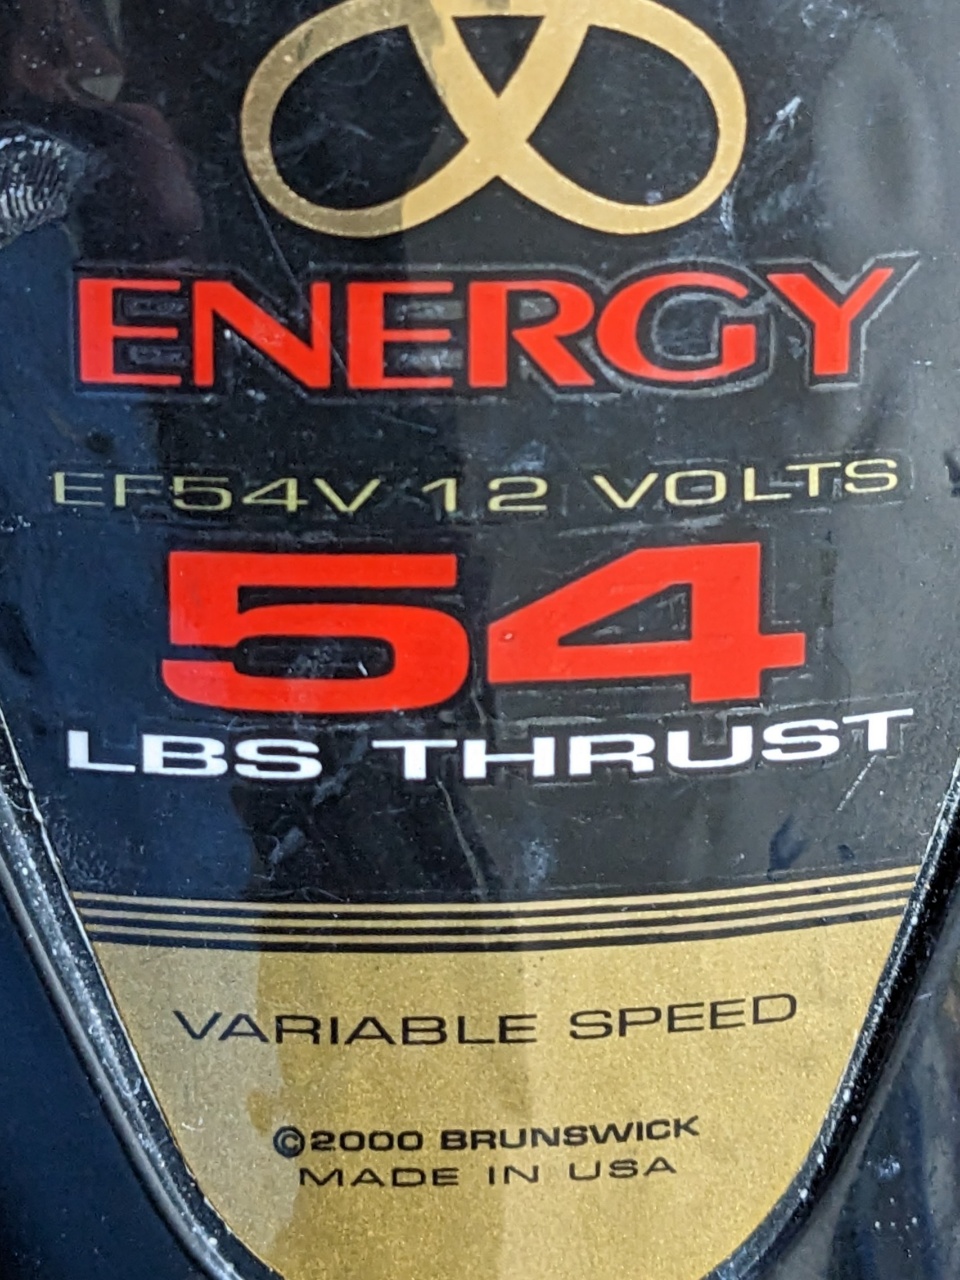 ENERGY
EF54V 12 VOLTS
54
LBS THRUST
VARIABLE SPEED
©2000 BRUNSWICK
MADE IN USA